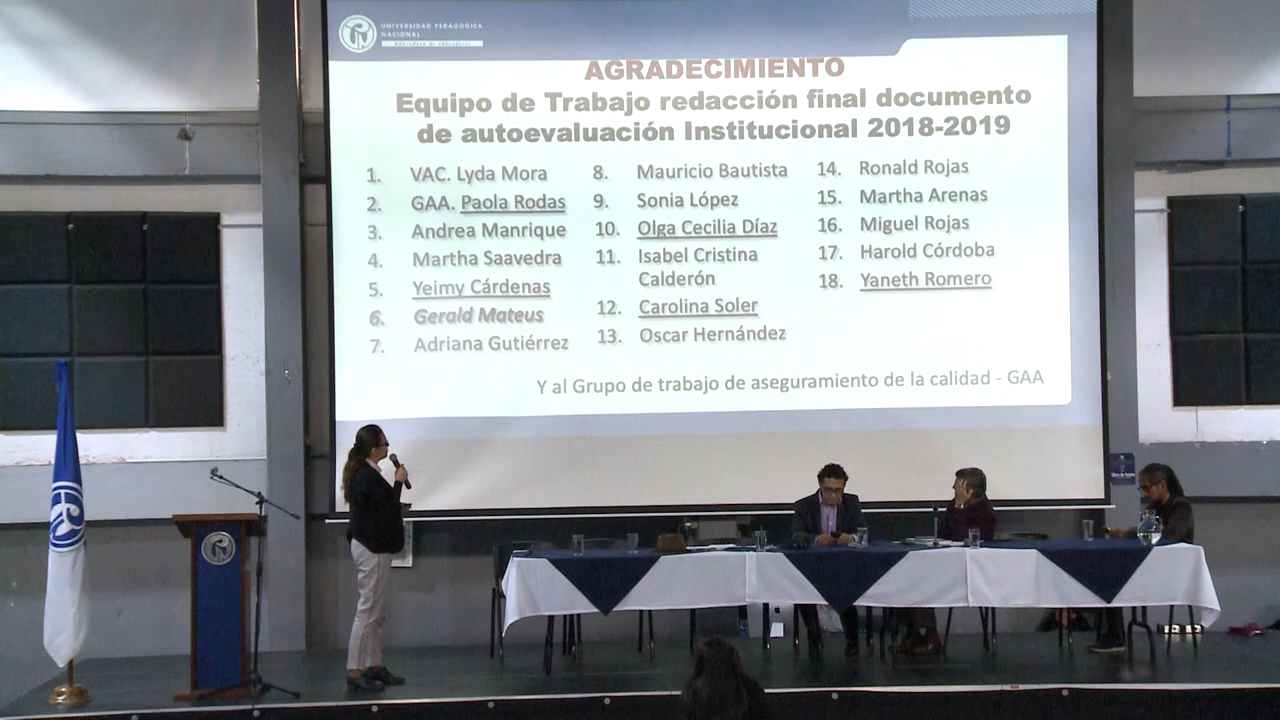 UNIVERSIDAD PEDAGÓGICA
NACIONAL
Educadora de educadores
AGRADECIMIENTO
Equipo de Trabajo redacción final documento
de autoevaluación Institucional 2018-2019
1. VAC. Lyda Mora
2. GAA. Paola Rodas
3. Andrea Manrique
4. Martha Saavedra
5. Yeimy Cárdenas
6. Gerald Mateus
7. Adriana Gutiérrez
8. Mauricio Bautista
9. Sonia López
10. Olga Cecilia Díaz
11. Isabel Cristina
Calderón
12. Carolina Soler
13. Oscar Hernández
14. Ronald Rojas
15. Martha Arenas
16. Miguel Rojas
17. Harold Córdoba
18. Yaneth Romero
Y al Grupo de trabajo de aseguramiento de la calidad - GAA